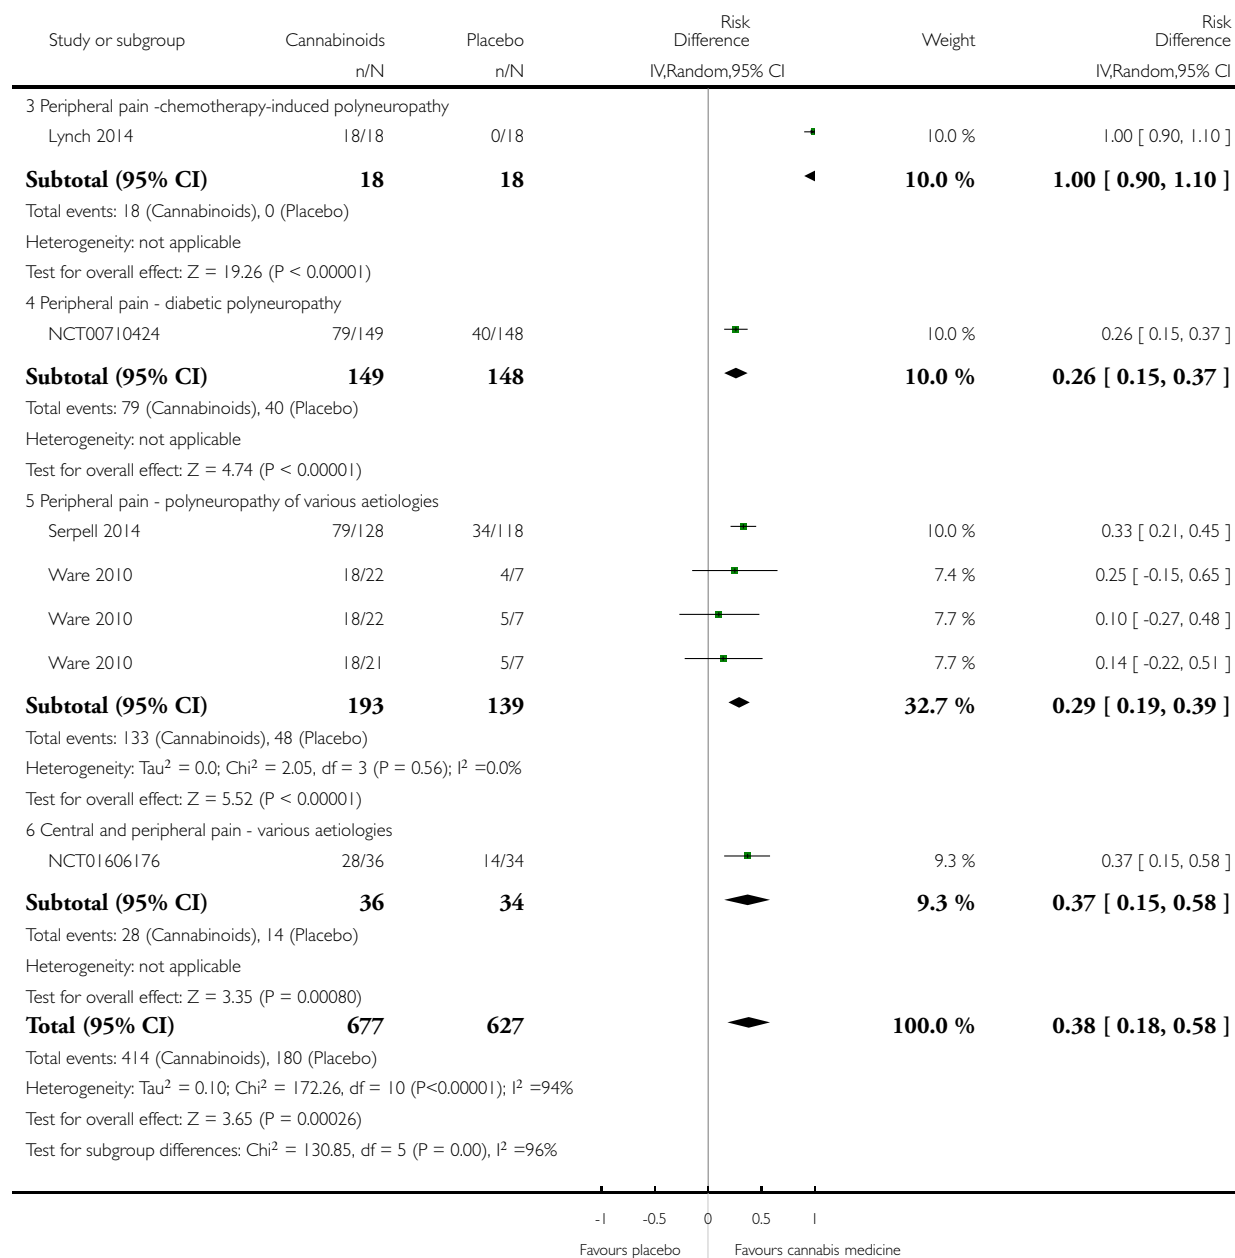 Study or subgroup Cannabinoids Placebo Risk Difference Weight Risk Difference
n/N n/N IV,Random,95% CI IV,Random,95% CI
3 Peripheral pain -chemotherapy-induced polyneuropathy
Lynch 2014 18/18 0/18 10.0 % 1.00 [ 0.90, 1.10 ]
Subtotal (95% CI) 18 18 10.0 % 1.00 [ 0.90, 1.10 ]
Total events: 18 (Cannabinoids), 0 (Placebo)
Heterogeneity: not applicable
Test for overall effect: Z = 19.26 (P < 0.00001)
4 Peripheral pain - diabetic polyneuropathy
NCT00710424 79/149 40/148 10.0 % 0.26 [ 0.15, 0.37 ]
Subtotal (95% CI) 149 148 10.0 % 0.26 [ 0.15, 0.37 ]
Total events: 79 (Cannabinoids), 40 (Placebo)
Heterogeneity: not applicable
Test for overall effect: Z = 4.74 (P < 0.00001)
5 Peripheral pain - polyneuropathy of various aetiologies
Serpell 2014 79/128 34/118 10.0 % 0.33 [ 0.21, 0.45 ]
Ware 2010 18/22 4/7 7.4 % 0.25 [ -0.15, 0.65 ]
Ware 2010 18/22 5/7 7.7 % 0.10 [ -0.27, 0.48 ]
Ware 2010 18/21 5/7 7.7 % 0.14 [ -0.22, 0.51 ]
Subtotal (95% CI) 193 139 32.7 % 0.29 [ 0.19, 0.39 ]
Total events: 133 (Cannabinoids), 48 (Placebo)
Heterogeneity: Tau² = 0.0; Chi² = 2.05, df = 3 (P = 0.56); I² =0.0%
Test for overall effect: Z = 5.52 (P < 0.00001)
6 Central and peripheral pain - various aetiologies
NCT01606176 28/36 14/34 9.3 % 0.37 [ 0.15, 0.58 ]
Subtotal (95% CI) 36 34 9.3 % 0.37 [ 0.15, 0.58 ]
Total events: 28 (Cannabinoids), 14 (Placebo)
Heterogeneity: not applicable
Test for overall effect: Z = 3.35 (P = 0.00080)
Total (95% CI) 677 627 100.0 % 0.38 [ 0.18, 0.58 ]
Total events: 414 (Cannabinoids), 180 (Placebo)
Heterogeneity: Tau² = 0.10; Chi² = 172.26, df = 10 (P<0.00001); I² =94%
Test for overall effect: Z = 3.65 (P = 0.00026)
Test for subgroup differences: Chi² = 130.85, df = 5 (P = 0.00), I² =96%
-1 -0.5 0 0.5 1
Favours placebo Favours cannabis medicine